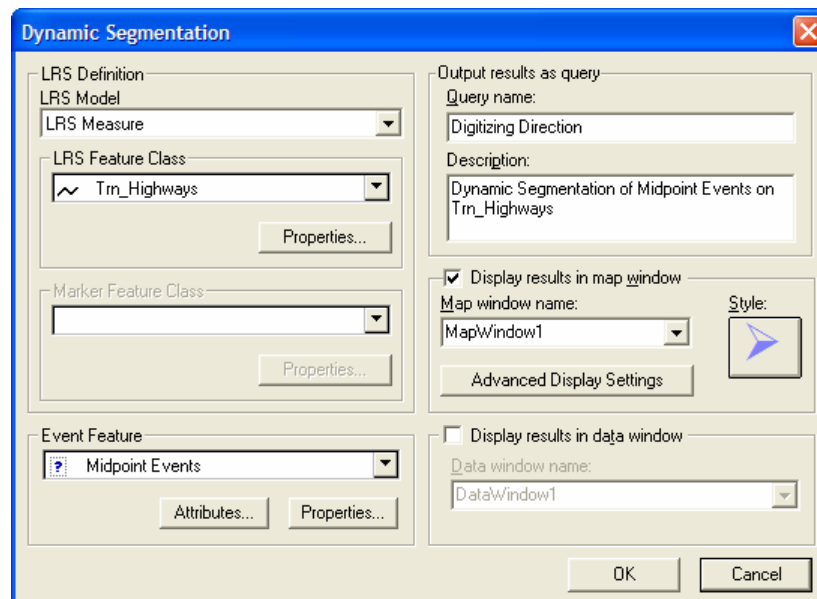 Dynamic Segmentation
LRS Definition
LRS Model
LRS Measure
LRS Feature Class
Trn_Highways
Properties...
Marker Feature Class
Properties...
Event Feature
? Midpoint Events
Attributes...
Properties...
Output results as query
Query name:
Digitizing Direction
Description:
Dynamic Segmentation of Midpoint Events on
Trn_Highways
Display results in map window
Map window name:
Style:
MapWindow1
Advanced Display Settings
Display results in data window
Data window name:
DataWindow1
OK
Cancel